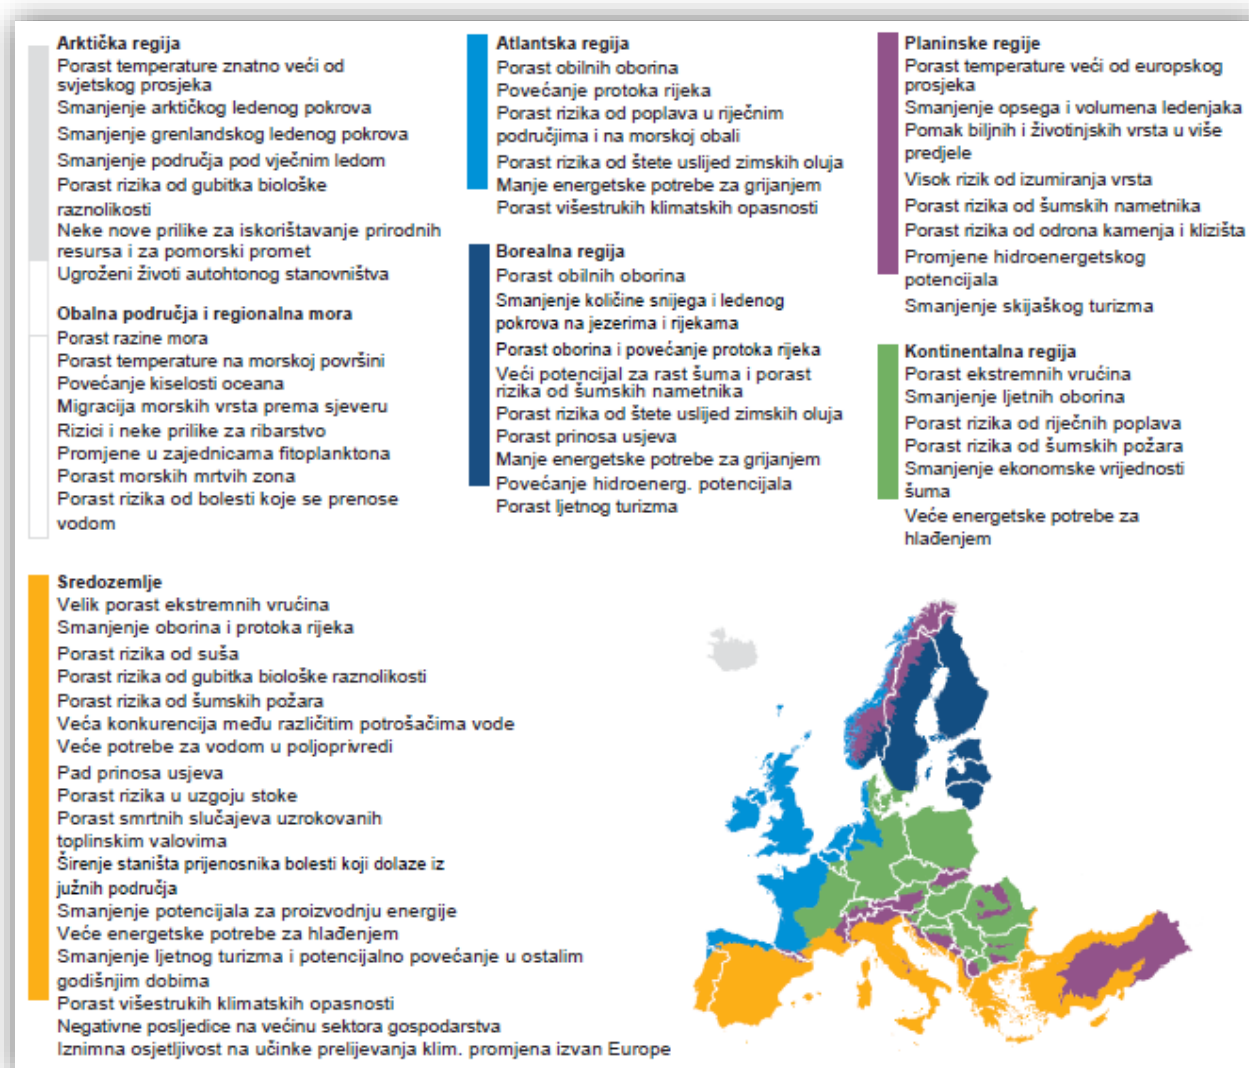 Arktička regija
Porast temperature znatno veći od
svjetskog prosjeka
Smanjenje arktičkog ledenog pokrova
Smanjenje grenlandskog ledenog pokrova
Smanjenje područja pod vječnim ledom
Porast rizika od gubitka biološke
raznolikosti
Neke nove prilike za iskorištavanje prirodnih
resursa i za pomorski promet
Ugroženi životi autohtonog stanovništva
Obalna područja i regionalna mora
Porast razine mora
Porast temperature na morskoj površini
Povećanje kiselosti oceana
Migracija morskih vrsta prema sjeveru
Rizici i neke prilike za ribarstvo
Promjene u zajednicama fitoplanktona
Porast morskih mrtvih zona
Porast rizika od bolesti koje se prenose
vodom
Atlantska regija
Porast obilnih oborina
Povećanje protoka rijeka
Porast rizika od poplava u riječnim
područjima i na morskoj obali
Porast rizika od štete uslijed zimskih oluja
Manje energetske potrebe za grijanjem
Porast višestrukih klimatskih opasnosti
Borealna regija
Porast obilnih oborina
Smanjenje količine snijega i ledenog
pokrova na jezerima i rijekama
Porast oborina i povećanje protoka rijeka
Veći potencijal za rast šuma i porast
rizika od šumskih nametnika
Porast rizika od štete uslijed zimskih oluja
Porast prinosa usjeva
Manje energetske potrebe za grijanjem
Povećanje hidroenerg. potencijala
Porast ljetnog turizma
Planinske regije
Porast temperature veći od europskog
prosjeka
Smanjenje opsega i volumena ledenjaka
Pomak biljnih i životinjskih vrsta u više
predjele
Visok rizik od izumiranja vrsta
Porast rizika od šumskih nametnika
Porast rizika od odrona kamenja i klizišta
Promjene hidroenergetskog
potencijala
Smanjenje skijaškog turizma
Kontinentalna regija
Porast ekstremnih vrućina
Smanjenje ljetnih oborina
Porast rizika od riječnih poplava
Porast rizika od šumskih požara
Smanjenje ekonomske vrijednosti
šuma
Veće energetske potrebe za
hlađenjem
Sredozemlje
Velik porast ekstremnih vrućina
Smanjenje oborina i protoka rijeka
Porast rizika od suša
Porast rizika od gubitka biološke raznolikosti
Porast rizika od šumskih požara
Veća konkurencija među različitim potrošačima vode
Veće potrebe za vodom u poljoprivredi
Pad prinosa usjeva
Porast rizika u uzgoju stoke
Porast smrtnih slučajeva uzrokovanih
toplinskim valovima
Širenje staništa prijenosnika bolesti koji dolaze iz
južnih područja
Smanjenje potencijala za proizvodnju energije
Veće energetske potrebe za hlađenjem
Smanjenje ljetnog turizma i potencijalno povećanje u ostalim
godišnjim dobima
Porast višestrukih klimatskih opasnosti
Negativne posljedice na većinu sektora gospodarstva
Iznimna osjetljivost na učinke prelijevanja klim. promjena izvan Europe